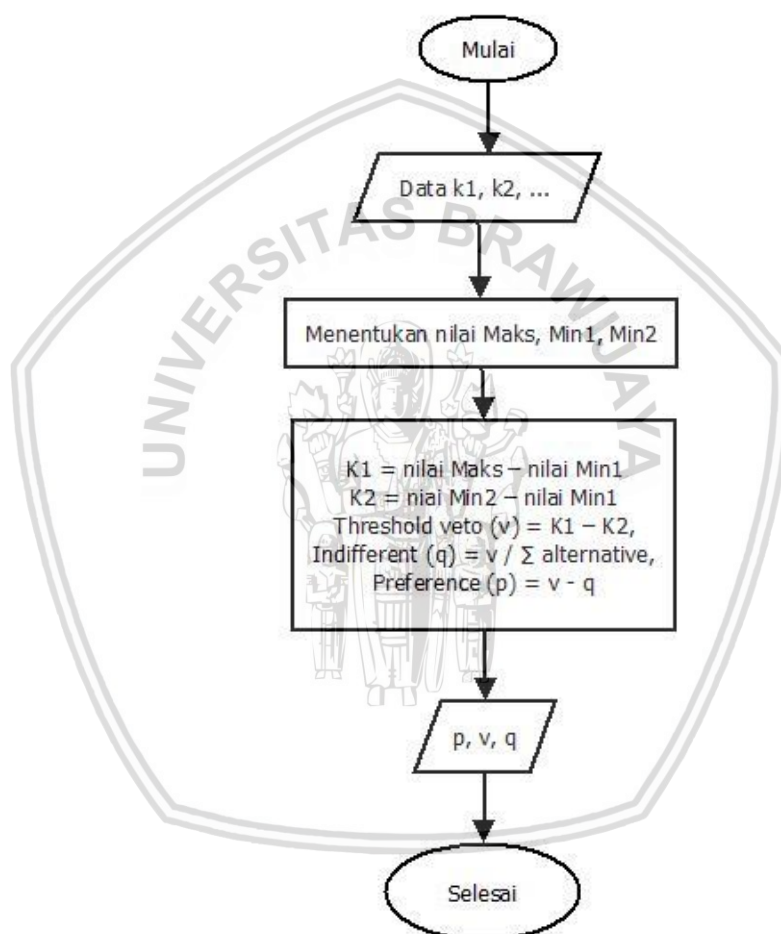 Mulai
Data k1, k2, ...
UNIVERSITAS BRAWIJAYA
Menentukan nilai Maks, Min1, Min2
K1 = nilai Maks – nilai Min1
K2 = niai Min2 – nilai Min1
Threshold veto (v) = K1 – K2,
Indifferent (q) = v / Σ alternative,
Preference (p) = v - q
p, v, q
Selesai